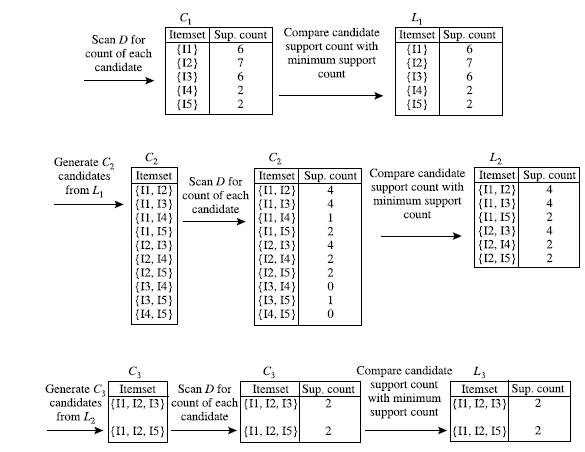 C1
L1
Scan D for
count of each
candidate
Itemset Sup. count
{I1} 6
{I2} 7
{I3} 6
{I4} 2
{I5} 2
Compare candidate
support count with
minimum support
count
Itemset Sup. count
{I1} 6
{I2} 7
{I3} 6
{I4} 2
{I5} 2
Generate C2
candidates
from L1
C2
Itemset
{I1, I2}
{I1, I3}
{I1, I4}
{I1, I5}
{I2, I3}
{I2, I4}
{I2, I5}
{I3, I4}
{I3, I5}
{I4, I5}
Scan D for
count of each
candidate
C2
Itemset Sup. count
{I1, I2} 4
{I1, I3} 4
{I1, I4} 1
{I1, I5} 2
{I2, I3} 4
{I2, I4} 2
{I2, I5} 2
{I3, I4} 0
{I3, I5} 1
{I4, I5} 0
Compare candidate
support count with
minimum support
count
L2
Itemset Sup. count
{I1, I2} 4
{I1, I3} 4
{I1, I5} 2
{I2, I3} 4
{I2, I4} 2
{I2, I5} 2
Generate C3
candidates
from L2
C3
Itemset
{I1, I2, I3}
{I1, I2, I5}
Scan D for
count of each
candidate
C3
Itemset Sup. count
{I1, I2, I3} 2
{I1, I2, I5} 2
Compare candidate
support count
with minimum
support count
L3
Itemset Sup. count
{I1, I2, I3} 2
{I1, I2, I5} 2